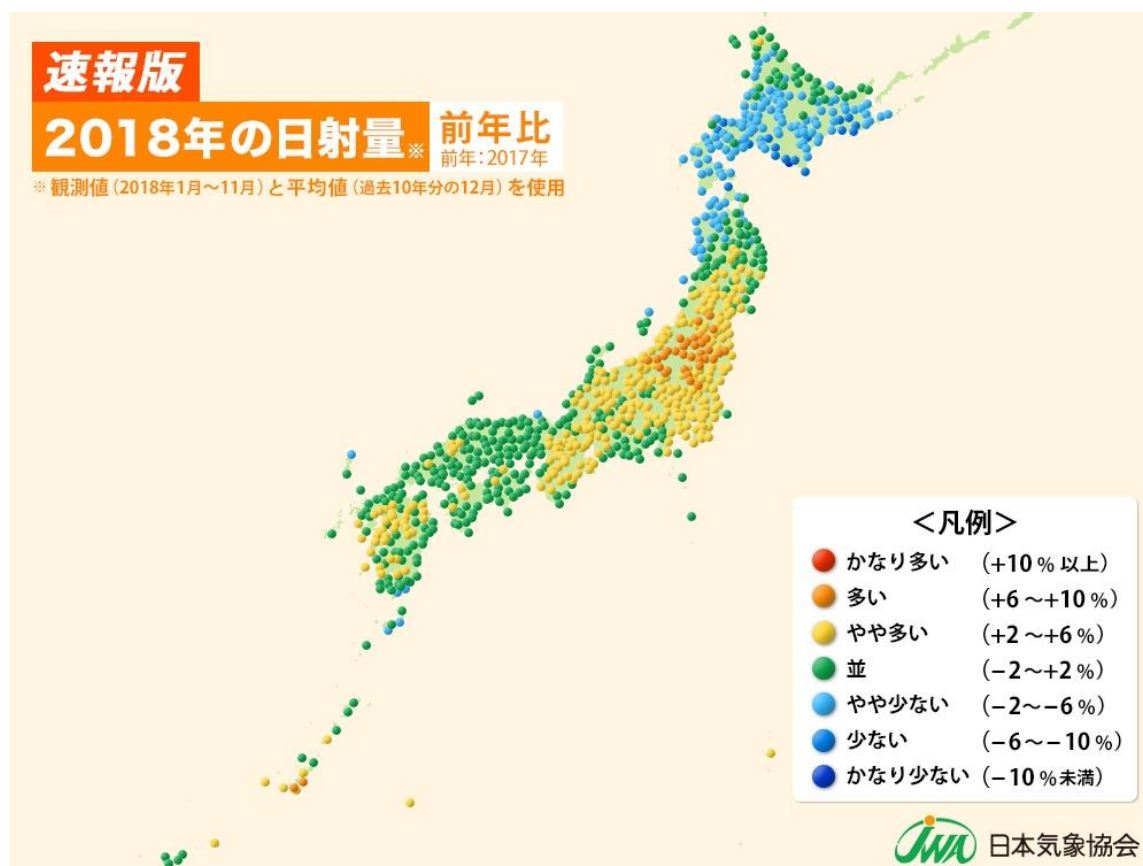 速報版
2018年の日射量※ 前年比
前年:2017年
※観測値(2018年1月~11月)と平均値(過去10年分の12月)を使用
<凡例>
かなり多い (+10%以上)
多い (+6~+10%)
やや多い (+2~+6%)
並 (−2~+2%)
やや少ない (−2~−6%)
少ない (−6~−10%)
かなり少ない (−10%未満)
JWA 日本気象協会